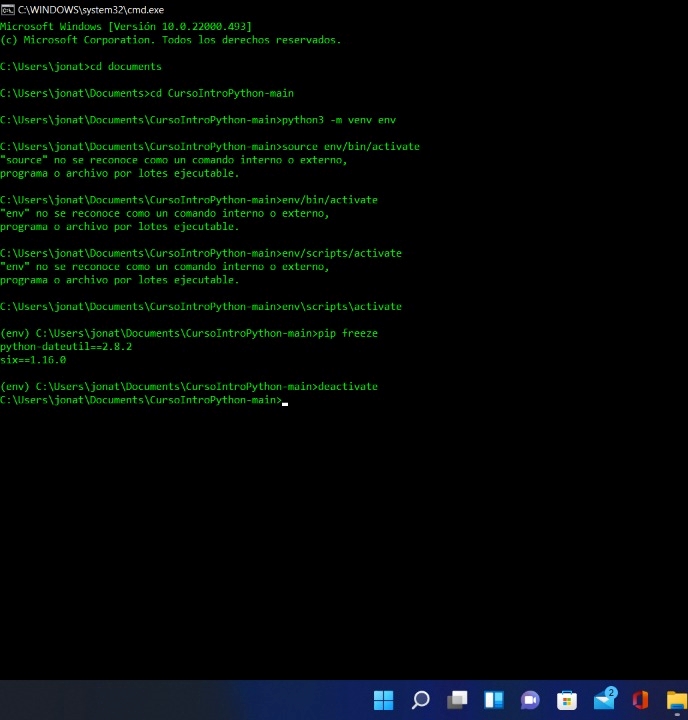 C:\WINDOWS\system32\cmd.exe
Microsoft Windows [Versión 10.0.22000.493]
(c) Microsoft Corporation. Todos los derechos reservados.
C:\Users\jonat>cd documents
C:\Users\jonat\Documents>cd CursoIntroPython-main
C:\Users\jonat\Documents\CursoIntroPython-main>python3 -m venv env
C:\Users\jonat\Documents\CursoIntroPython-main>source env/bin/activate
"source" no se reconoce como un comando interno o externo,
programa o archivo por lotes ejecutable.
C:\Users\jonat\Documents\CursoIntroPython-main>env/bin/activate
"env" no se reconoce como un comando interno o externo,
programa o archivo por lotes ejecutable.
C:\Users\jonat\Documents\CursoIntroPython-main>env/scripts/activate
"env" no se reconoce como un comando interno o externo,
programa o archivo por lotes ejecutable.
C:\Users\jonat\Documents\CursoIntroPython-main>env\scripts\activate
(env) C:\Users\jonat\Documents\CursoIntroPython-main>pip freeze
python-dateutil==2.8.2
six==1.16.0
(env) C:\Users\jonat\Documents\CursoIntroPython-main>deactivate
C:\Users\jonat\Documents\CursoIntroPython-main>
2